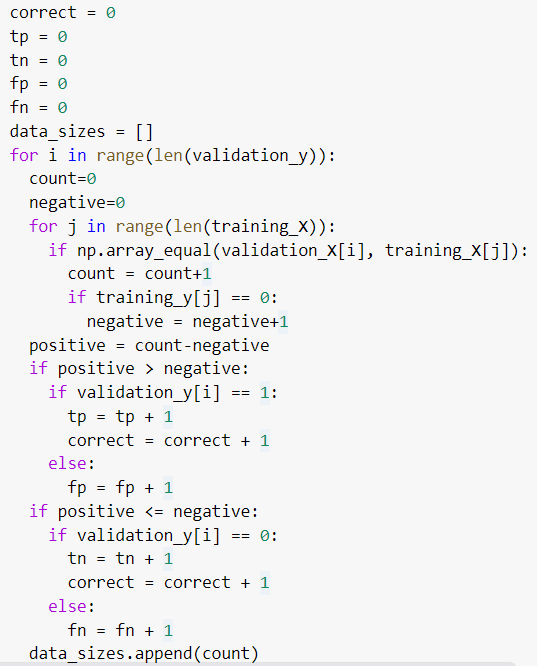 correct = 0
tp = 0
tn = 0
fp = 0
fn = 0
data_sizes = []
for i in range(len(validation_y)):
  count=0
  negative=0
  for j in range(len(training_X)):
    if np.array_equal(validation_X[i], training_X[j]):
      count = count+1
      if training_y[j] == 0:
        negative = negative+1
  positive = count-negative
  if positive > negative:
    if validation_y[i] == 1:
      tp = tp + 1
      correct = correct + 1
    else:
      fp = fp + 1
  if positive <= negative:
    if validation_y[i] == 0:
      tn = tn + 1
      correct = correct + 1
    else:
      fn = fn + 1
  data_sizes.append(count)